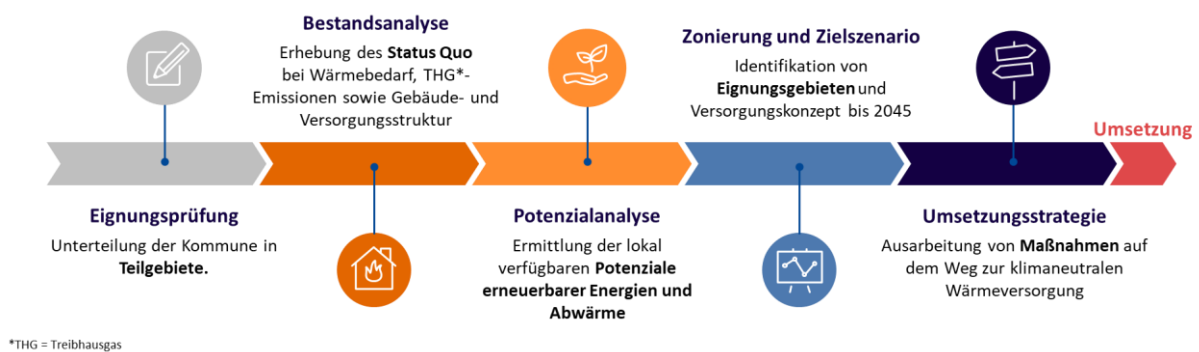 Eignungsprüfung
Unterteilung der Kommune in
Teilgebiete.
Bestandsanalyse
Erhebung des Status Quo
bei Wärmebedarf, THG*-
Emissionen sowie Gebäude- und
Versorgungsstruktur
Potenzialanalyse
Ermittlung der lokal
verfügbaren Potenziale
erneuerbarer Energien und
Abwärme
Zonierung und Zielszenario
Identifikation von
Eignungsgebieten und
Versorgungskonzept bis 2045
Umsetzungsstrategie
Ausarbeitung von Maßnahmen auf
dem Weg zur klimaneutralen
Wärmeversorgung
Umsetzung
*THG = Treibhausgas